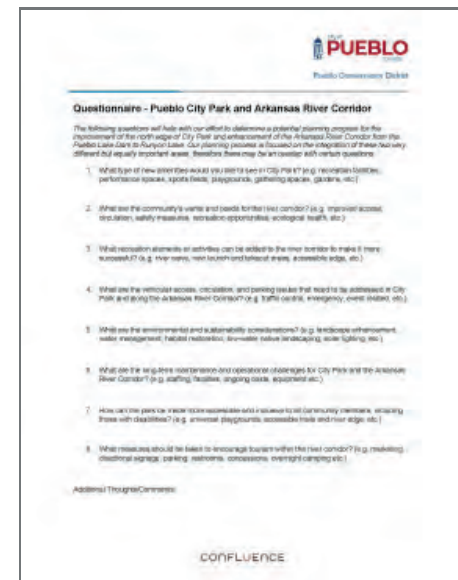 PUEBLO
Pueblo Conservancy District
Questionnaire - Pueblo City Park and Arkansas River Corridor
The following questions will help with our effort to determine a potential planning program for the
improvement of the north edge of City Park and enhancement of the Arkansas River Corridor from the
Pueblo Lake Dam to Runyon Lake. Our planning process is focused on the integration of these two very
different but equally important areas, therefore there may be an overlap with certain questions.
1. What type of new amenities would you like to see in City Park? (e.g. recreation facilities,
performance spaces, sports fields, playgrounds, gathering spaces, gardens, etc.)
2. What are the community's wants and needs for the river corridor? (e.g. improved access,
circulation, safety measures, recreation opportunities, ecological health, etc.)
3. What recreation elements or activities can be added to the river corridor to make it more
successful? (e.g. river waves, new launch and takeout areas, accessible edge, etc.)
4. What are the vehicular access, circulation, and parking issues that need to be addressed in City
Park and along the Arkansas River Corridor? (e.g. traffic control, emergency, event related, etc.)
5. What are the environmental and sustainability considerations? (e.g. landscape enhancement,
water management, habitat restoration, low-water native landscaping, solar lighting, etc.)
6. What are the long-term maintenance and operational challenges for City Park and the Arkansas
River Corridor? (e.g. staffing, facilities, ongoing costs, equipment etc.)
7. How can the park be made more accessible and inclusive to all community members, including
those with disabilities? (e.g. universal playgrounds, accessible trails and river edge, etc.)
8. What measures should be taken to encourage tourism within the river corridor? (e.g. marketing,
directional signage, parking, restrooms, concessions, overnight camping etc.)
Additional Thoughts/Comments:
CONFLUENCE